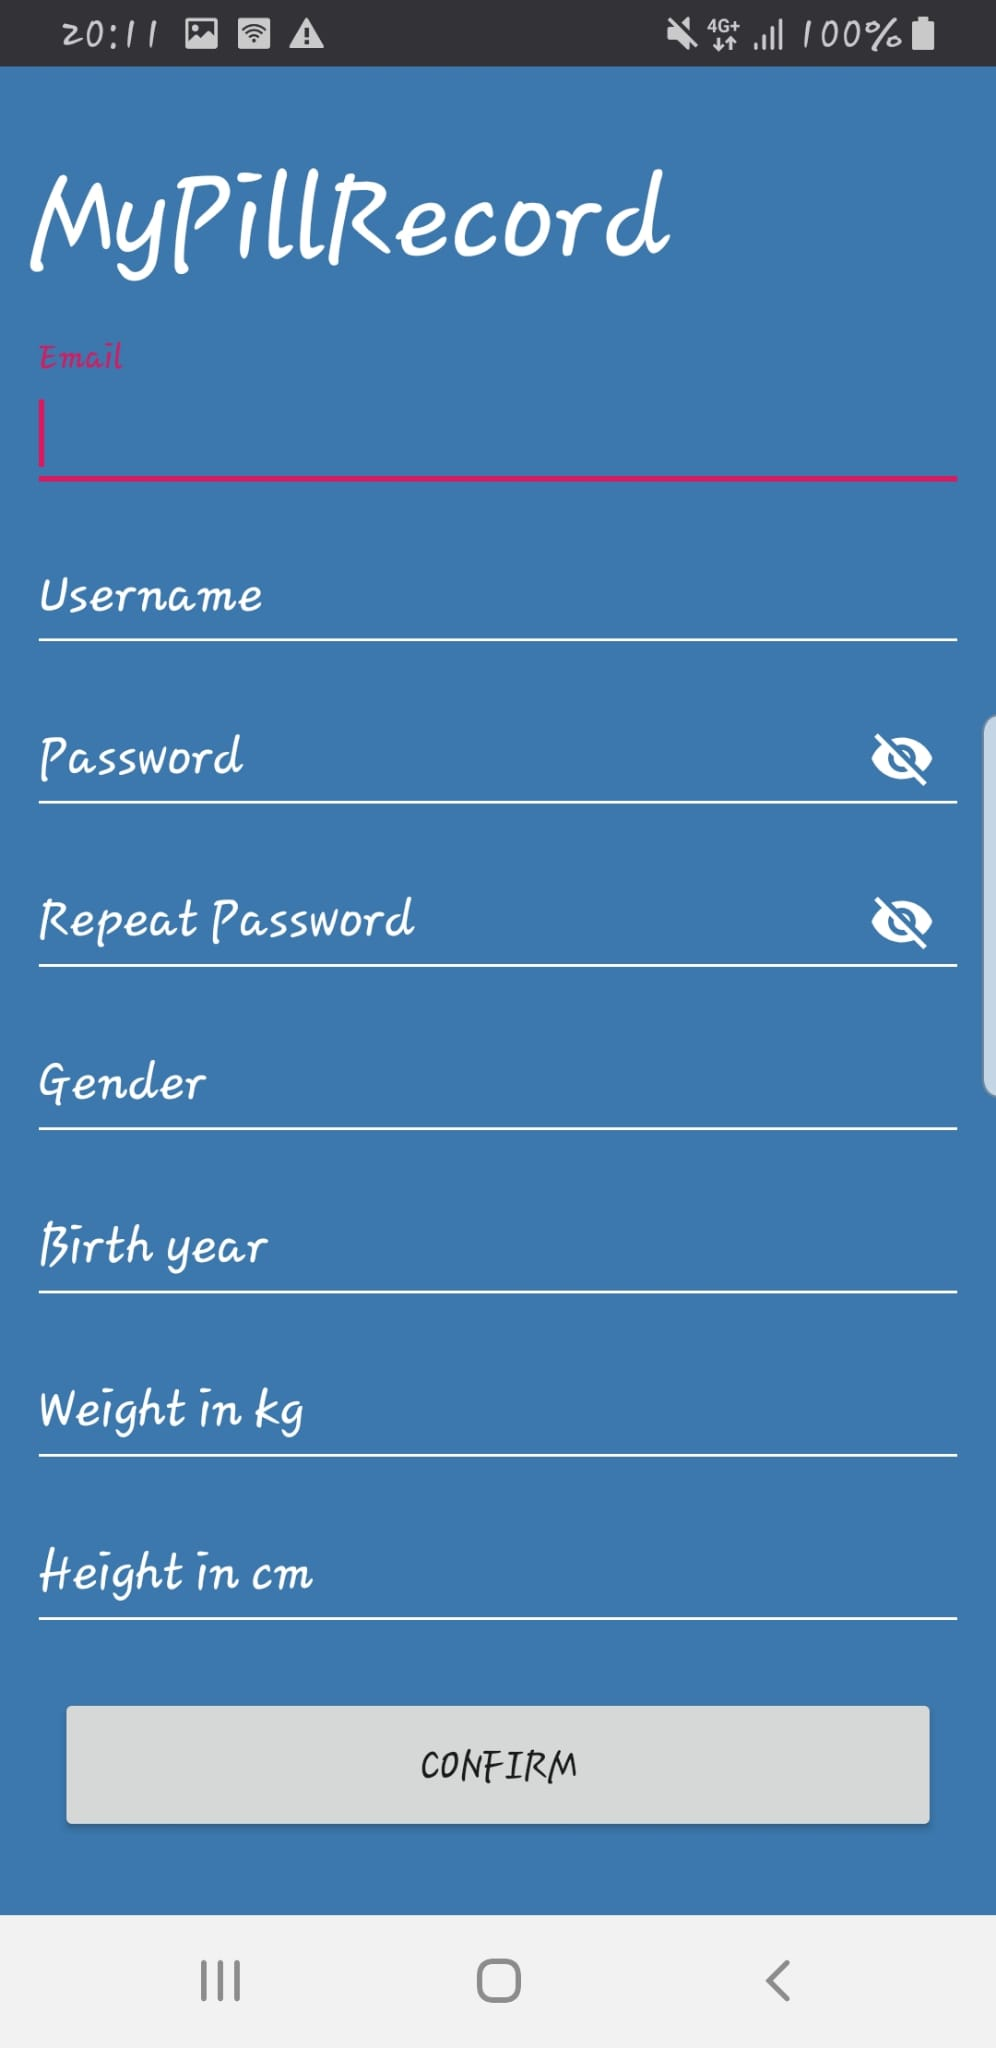 20:11 4G+ 100%
MyPillRecord
Email
Username
Password
Repeat Password
Gender
Birth year
Weight in kg
Height in cm
CONFIRM